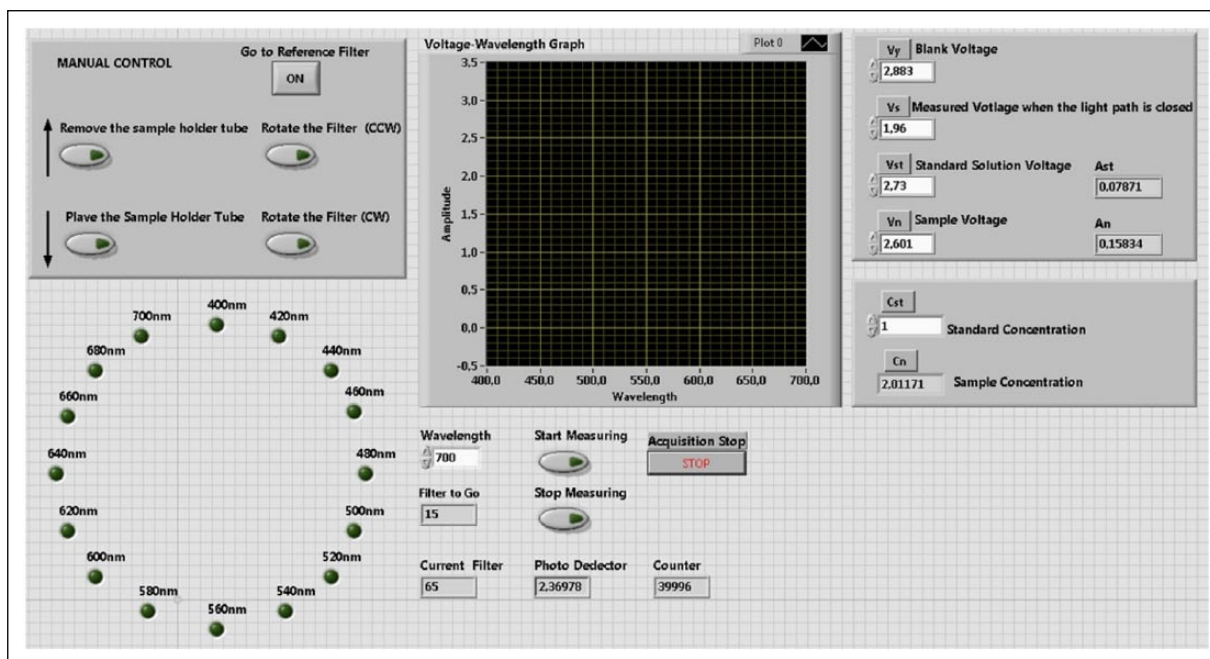 MANUAL CONTROL
Go to Reference Filter
ON
Remove the sample holder tube
Rotate the Filter (CCW)
Plave the Sample Holder Tube
Rotate the Filter (CW)
Voltage-Wavelength Graph
Plot 0
3,5
3.0
2,5
2.0
1.5
1.0
0.5
0,0
-0,5
Amplitude
400,0
450,0
500,0
550,0
600,0
650,0
700,0
Wavelength
Vy Blank Voltage
2,883
Vs Measured Votlage when the light path is closed
1,96
Vst Standard Solution Voltage
2,73
Ast
0,07871
Vn Sample Voltage
2,601
An
0,15834
Cst
1
Standard Concentration
Cn
2,01171
Sample Concentration
400nm
420nm
440nm
460nm
480nm
500nm
520nm
540nm
560nm
580nm
600nm
620nm
640nm
660nm
680nm
700nm
Wavelength
700
Start Measuring
Acquisition Stop
STOP
Filter to Go
15
Stop Measuring
Current Filter
65
Photo Dedector
2,36978
Counter
39996